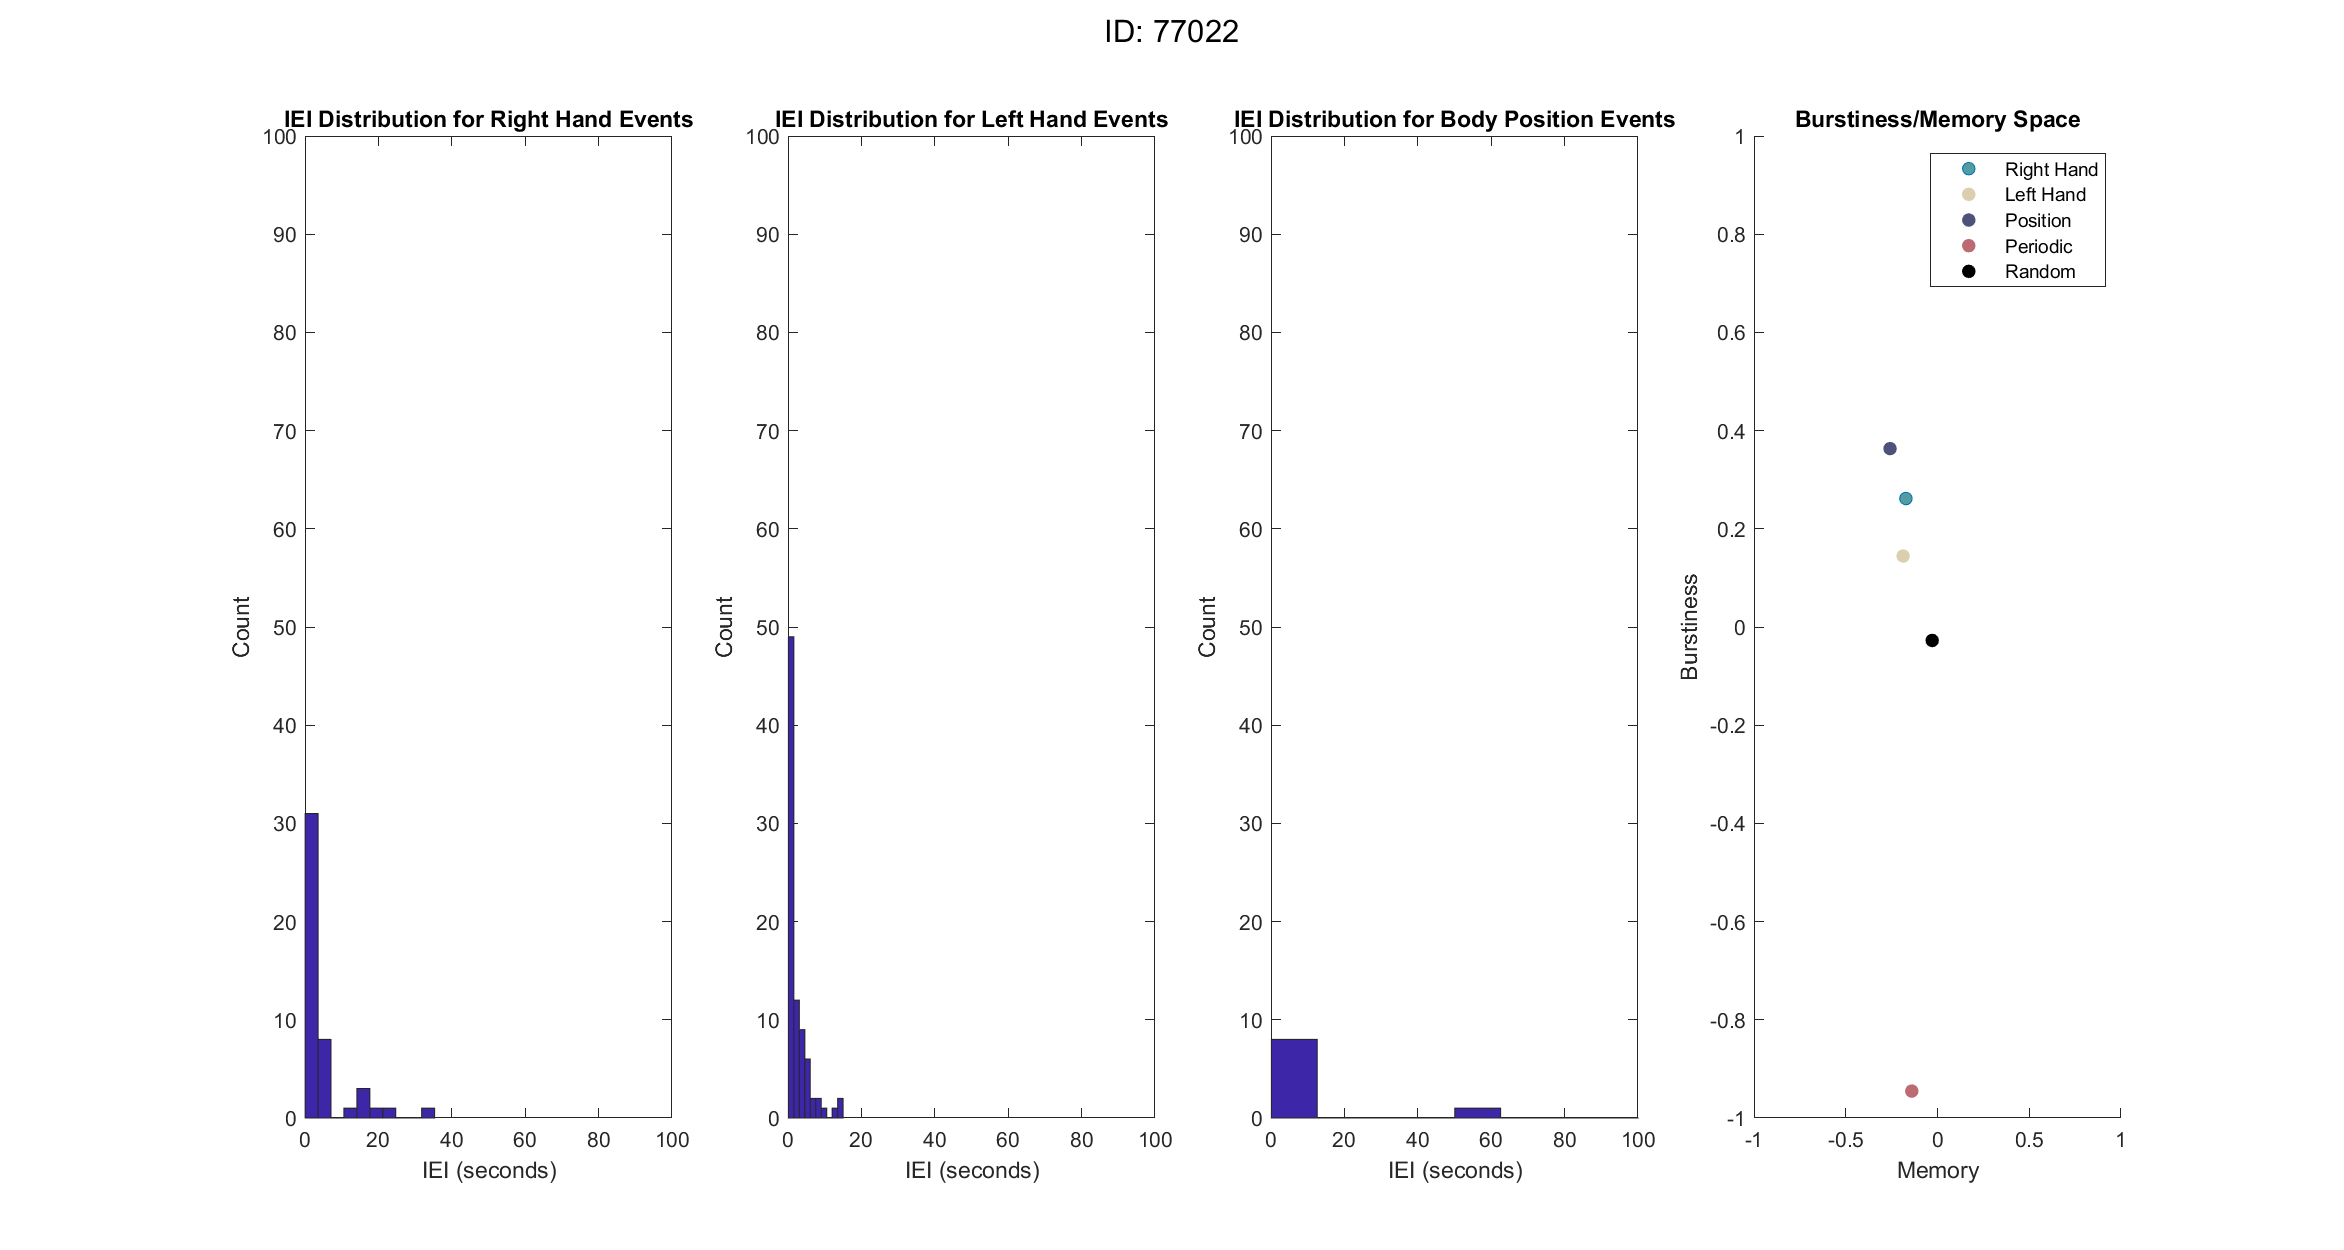 ID: 77022
IEI Distribution for Right Hand Events
100
90
80
70
60
50
40
30
20
10
0
Count
0 20 40 60 80 100
IEI (seconds)
IEI Distribution for Left Hand Events
100
90
80
70
60
50
40
30
20
10
0
Count
0 20 40 60 80 100
IEI (seconds)
IEI Distribution for Body Position Events
100
90
80
70
60
50
40
30
20
10
0
Count
0 20 40 60 80 100
IEI (seconds)
Burstiness/Memory Space
1
0.8
0.6
0.4
0.2
0
-0.2
-0.4
-0.6
-0.8
-1
Burstiness
-1 -0.5 0 0.5 1
Memory
Right Hand
Left Hand
Position
Periodic
Random